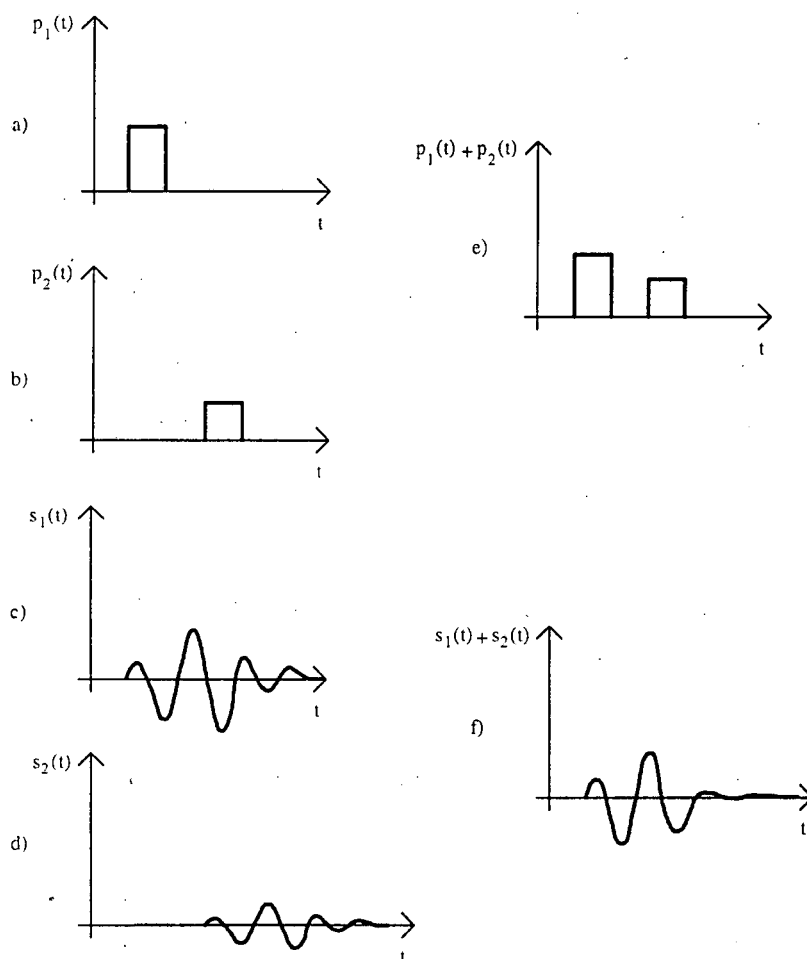 p1(t)
a)
t
p2(t)
b)
t
s1(t)
c)
t
s2(t)
d)
t
p1(t) + p2(t)
e)
t
s1(t) + s2(t)
f)
t